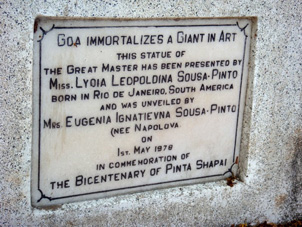 GOA IMMORTALIZES A GIANT IN ART
THIS STATUE OF
THE GREAT MASTER HAS BEEN PRESENTED BY
MISS. LYDIA LEOPOLDINA SOUSA-PINTO
BORN IN RIO DE JANEIRO, SOUTH AMERICA
AND WAS UNVEILED BY
MRS. EUGENIA IGNATIEVNA SOUSA-PINTO
(NEE NAPOLOVA
ON
1ST. MAY 1978
IN COMMEMORATION OF
THE BICENTENARY OF PINTA SHAPAI